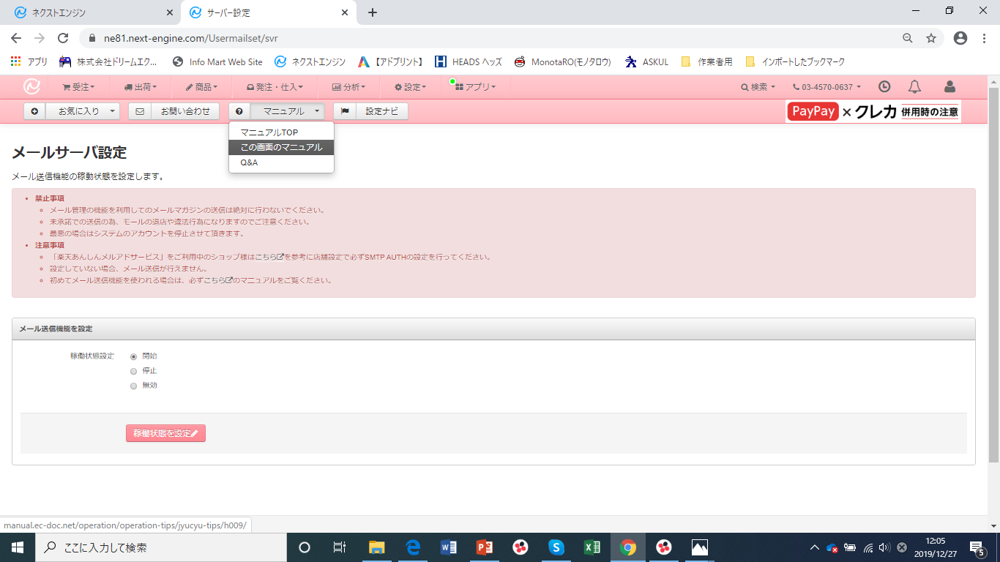 ネクストエンジン
サーバー設定
ne81.next-engine.com/Usermailset/svr
アプリ 株式会社ドリームエク... Info Mart Web Site ネクストエンジン 【アドプリント】 HEADS ヘッズ MonotaRO(モノタロウ) ASKUL 作業者用 インポートしたブックマーク
受注 出荷 商品 発注・仕入 分析 設定 アプリ 検索 03-4570-0637
お気に入り お問い合わせ マニュアル 設定ナビ PayPay×クレカ 併用時の注意
マニュアルTOP
この画面のマニュアル
Q&A
メールサーバ設定
メール送信機能の稼動状態を設定します。
禁止事項
メール管理の機能を利用してのメールマガジンの送信は絶対に行わないでください。
未承諾での送信の為、モールの退店や違法行為になりますのでご注意ください。
最悪の場合はシステムのアカウントを停止させて頂きます。
注意事項
「楽天あんしんメルアドサービス」をご利用中のショップ様はこちらを参考に店舗設定で必ずSMTP AUTHの設定を行ってください。
設定していない場合、メール送信が行えません。
初めてメール送信機能を使われる場合は、必ずこちらのマニュアルをご覧ください。
メール送信機能を設定
稼働状態設定 開始
停止
無効
稼働状態を設定
manual.ec-doc.net/operation/operation-tips/jyucyu-tips/h009/
ここに入力して検索
12:05
2019/12/27
5